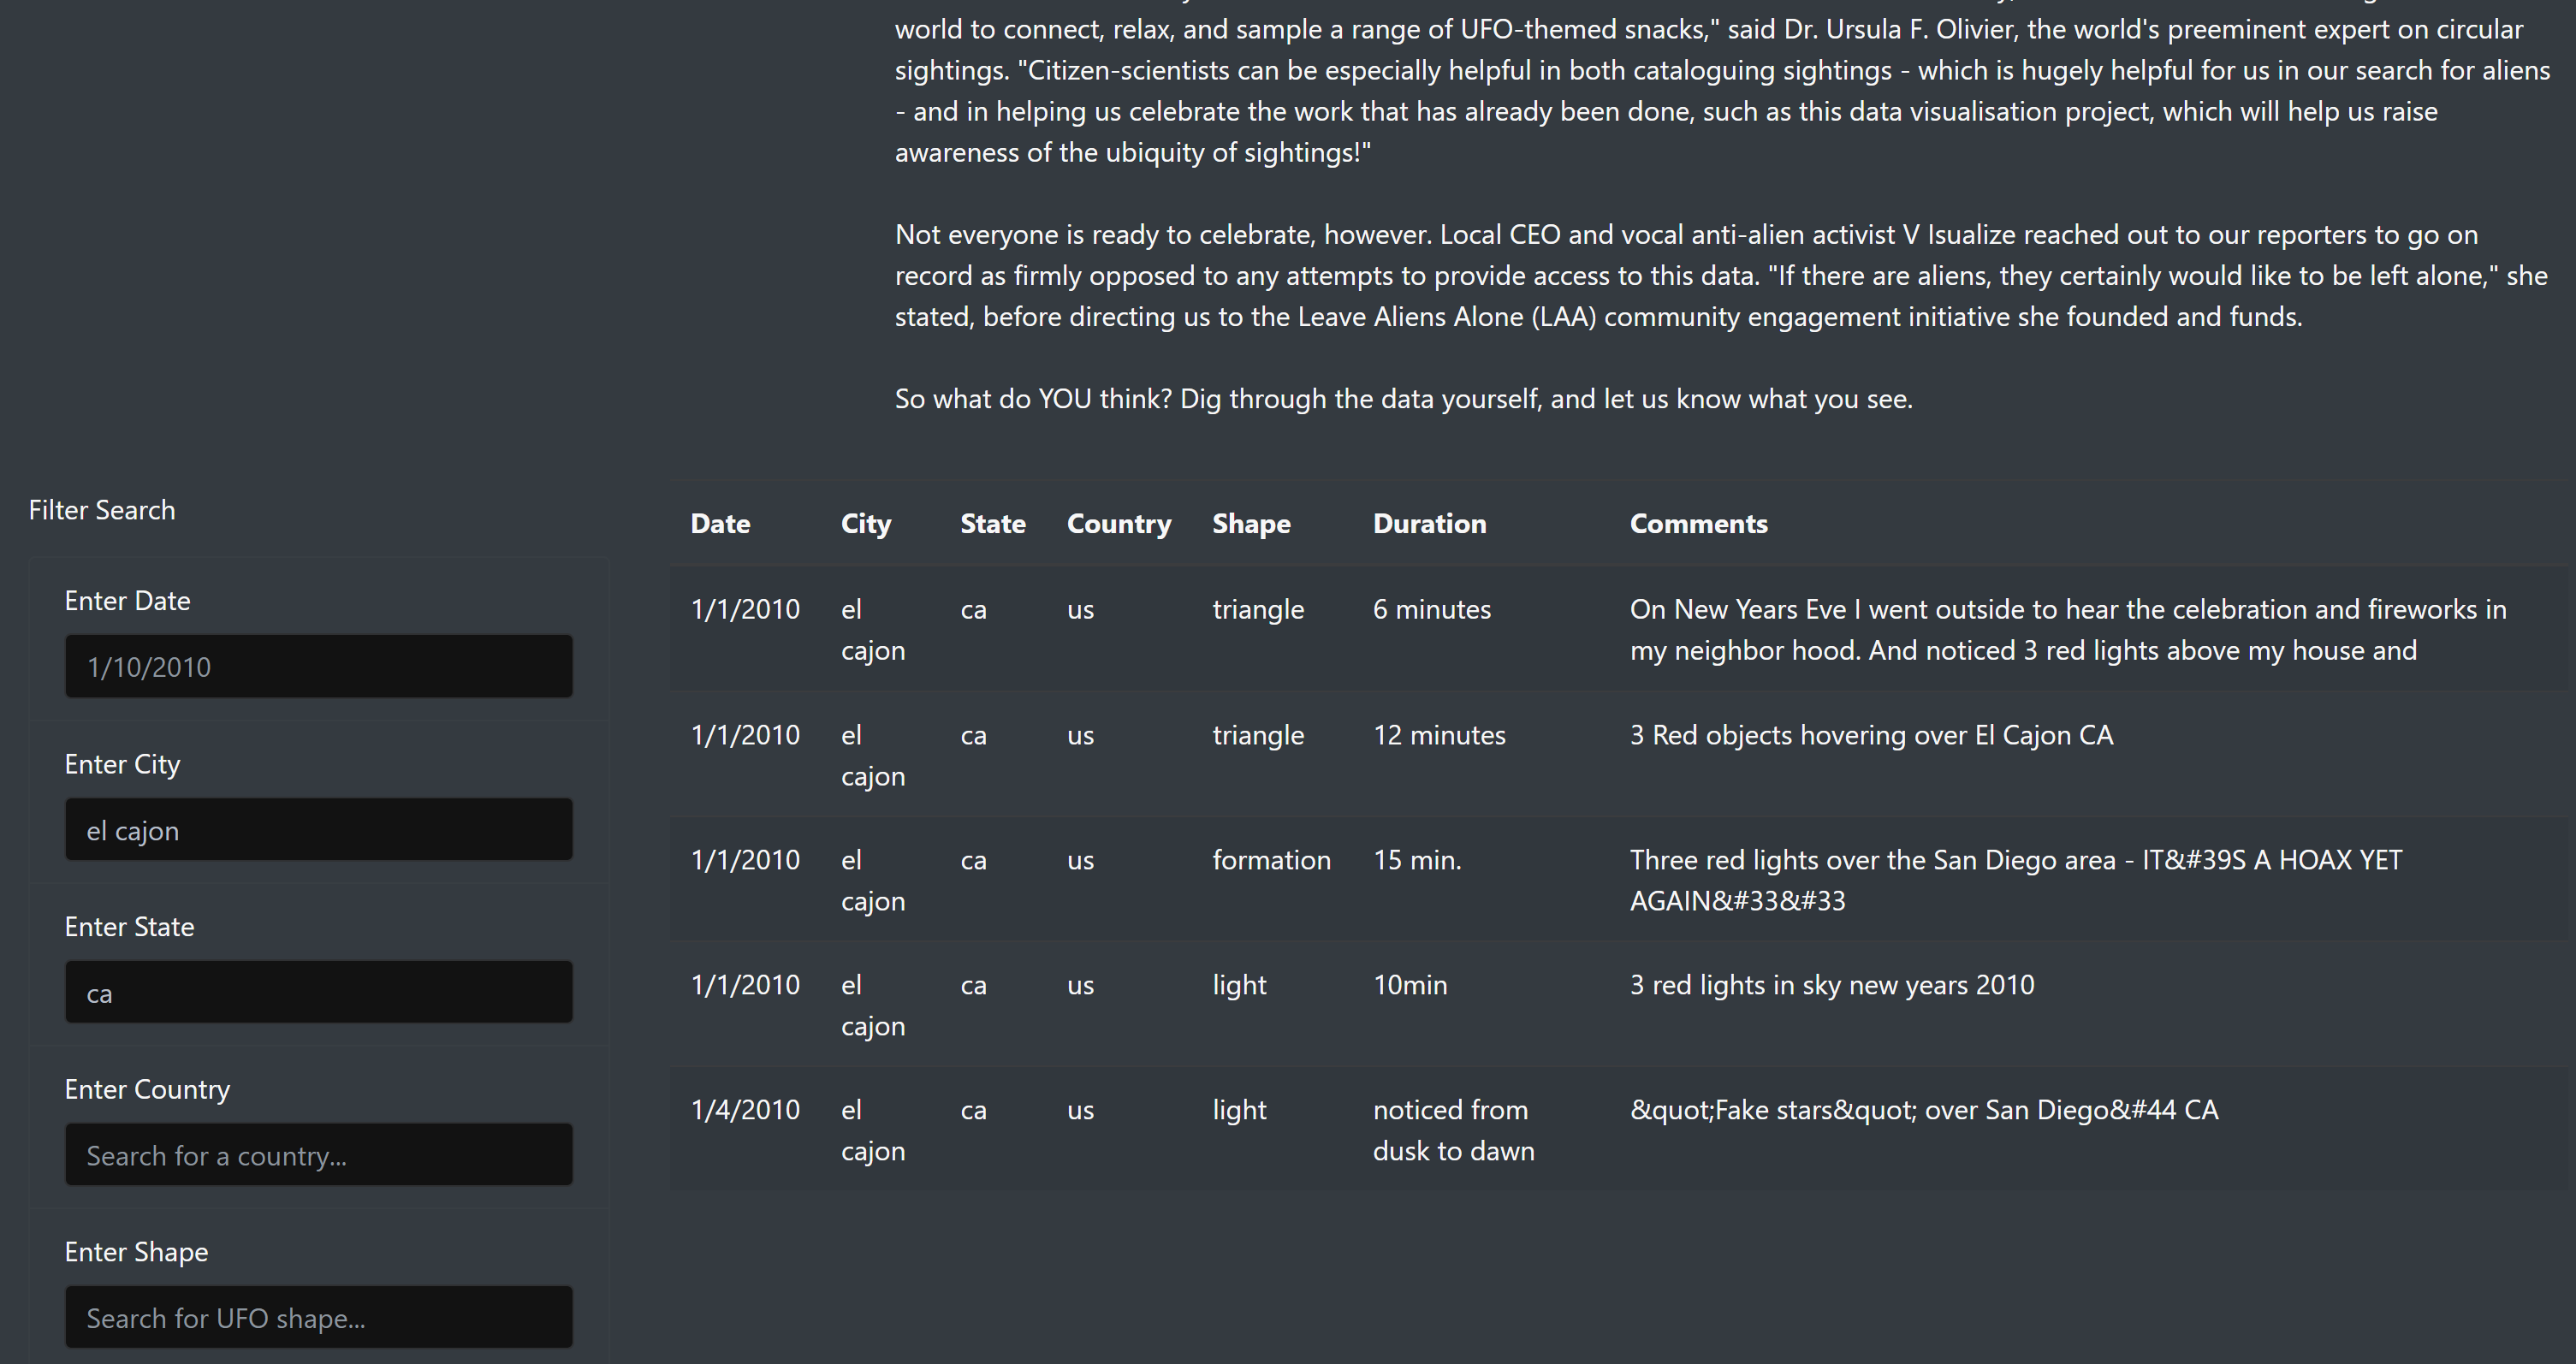 world to connect, relax, and sample a range of UFO-themed snacks," said Dr. Ursula F. Olivier, the world's preeminent expert on circular
sightings. "Citizen-scientists can be especially helpful in both cataloguing sightings - which is hugely helpful for us in our search for aliens
- and in helping us celebrate the work that has already been done, such as this data visualisation project, which will help us raise
awareness of the ubiquity of sightings!"
Not everyone is ready to celebrate, however. Local CEO and vocal anti-alien activist V Isualize reached out to our reporters to go on
record as firmly opposed to any attempts to provide access to this data. "If there are aliens, they certainly would like to be left alone," she
stated, before directing us to the Leave Aliens Alone (LAA) community engagement initiative she founded and funds.
So what do YOU think? Dig through the data yourself, and let us know what you see.
Filter Search
Enter Date
1/10/2010
Enter City
el cajon
Enter State
ca
Enter Country
Search for a country...
Enter Shape
Search for UFO shape...
Date City State Country Shape Duration Comments
1/1/2010 el ca us triangle 6 minutes On New Years Eve I went outside to hear the celebration and fireworks in
cajon my neighbor hood. And noticed 3 red lights above my house and
1/1/2010 el ca us triangle 12 minutes 3 Red objects hovering over El Cajon CA
cajon
1/1/2010 el ca us formation 15 min. Three red lights over the San Diego area - IT&#39S A HOAX YET
cajon AGAIN&#33&#33
1/1/2010 el ca us light 10min 3 red lights in sky new years 2010
cajon
1/4/2010 el ca us light noticed from &quot;Fake stars&quot; over San Diego&#44 CA
cajon dusk to dawn